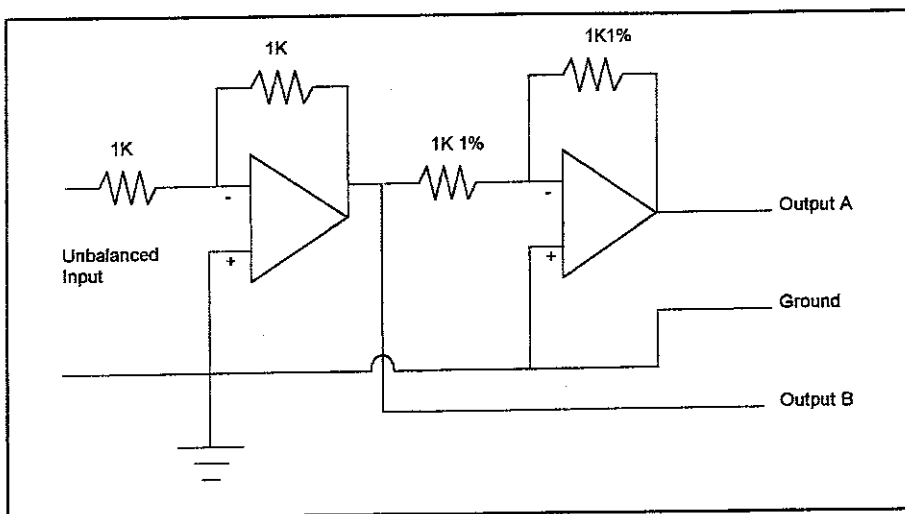 1K
1K1%
1K
1K 1%
-
-
Output A
+
+
Unbalanced
Input
Ground
Output B